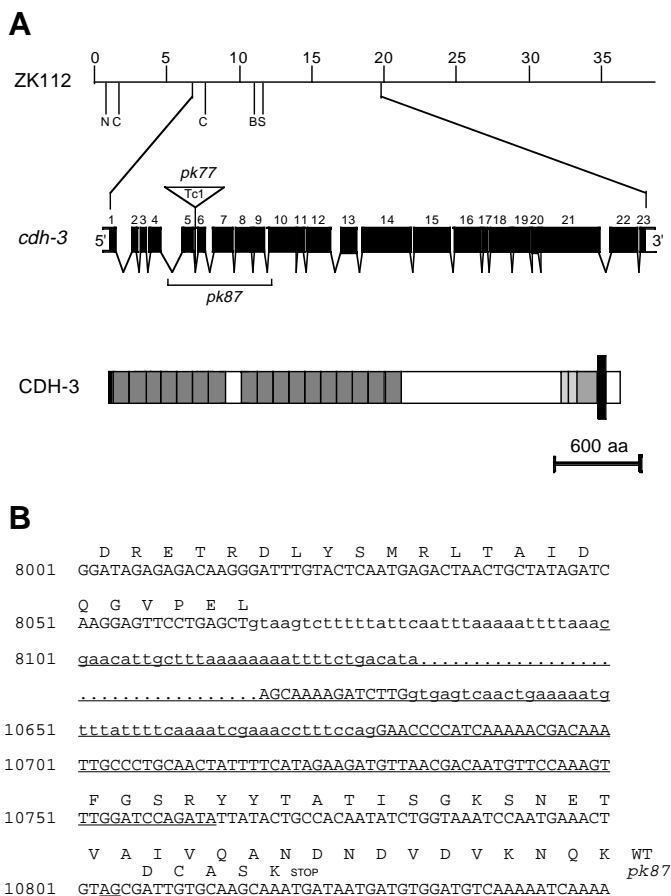 A
0 5 10 15 20 25 30 35
ZK112
N C C B S
pk77
Tc1
1 2 3 4 5 6 7 8 9 10 11 12 13 14 15 16 17 18 19 20 21 22 23
cdh-3 5' 3'
pk87
CDH-3
600 aa
B
D R E T R D L Y S M R L T A I D
8001 GGATAGAGAGACAAGGGATTTGTACTCAATGAGACTAACTGCTATAGATC
Q G V P E L
8051 AAGGAGTTCCTGAGCTgtaagtctttttattcaatttaaaaattttaaac
8101 gaacattgctttaaaaaaaattttctgacata..................
.................AGCAAAAGATCTTGgtgagtcaactgaaaaatg
10651 tttattttcaaaatcgaaacctttccagGAACCCCATCAAAAACGACAAA
10701 TTGCCCTGCAACTATTTTCATAGAAGATGTTAACGACAATGTTCCAAAGT
F G S R Y Y T A T I S G K S N E T
10751 TTGGATCCAGATATTATACTGCCACAATATCTGGTAAATCCAATGAAACT
V A I V Q A N D N D V D V K N Q K WT
D C A S K STOP pk87
10801 GTAGCGATTGTGCAAGCAAATGATAATGATGTGGATGTCAAAAATCAAAA